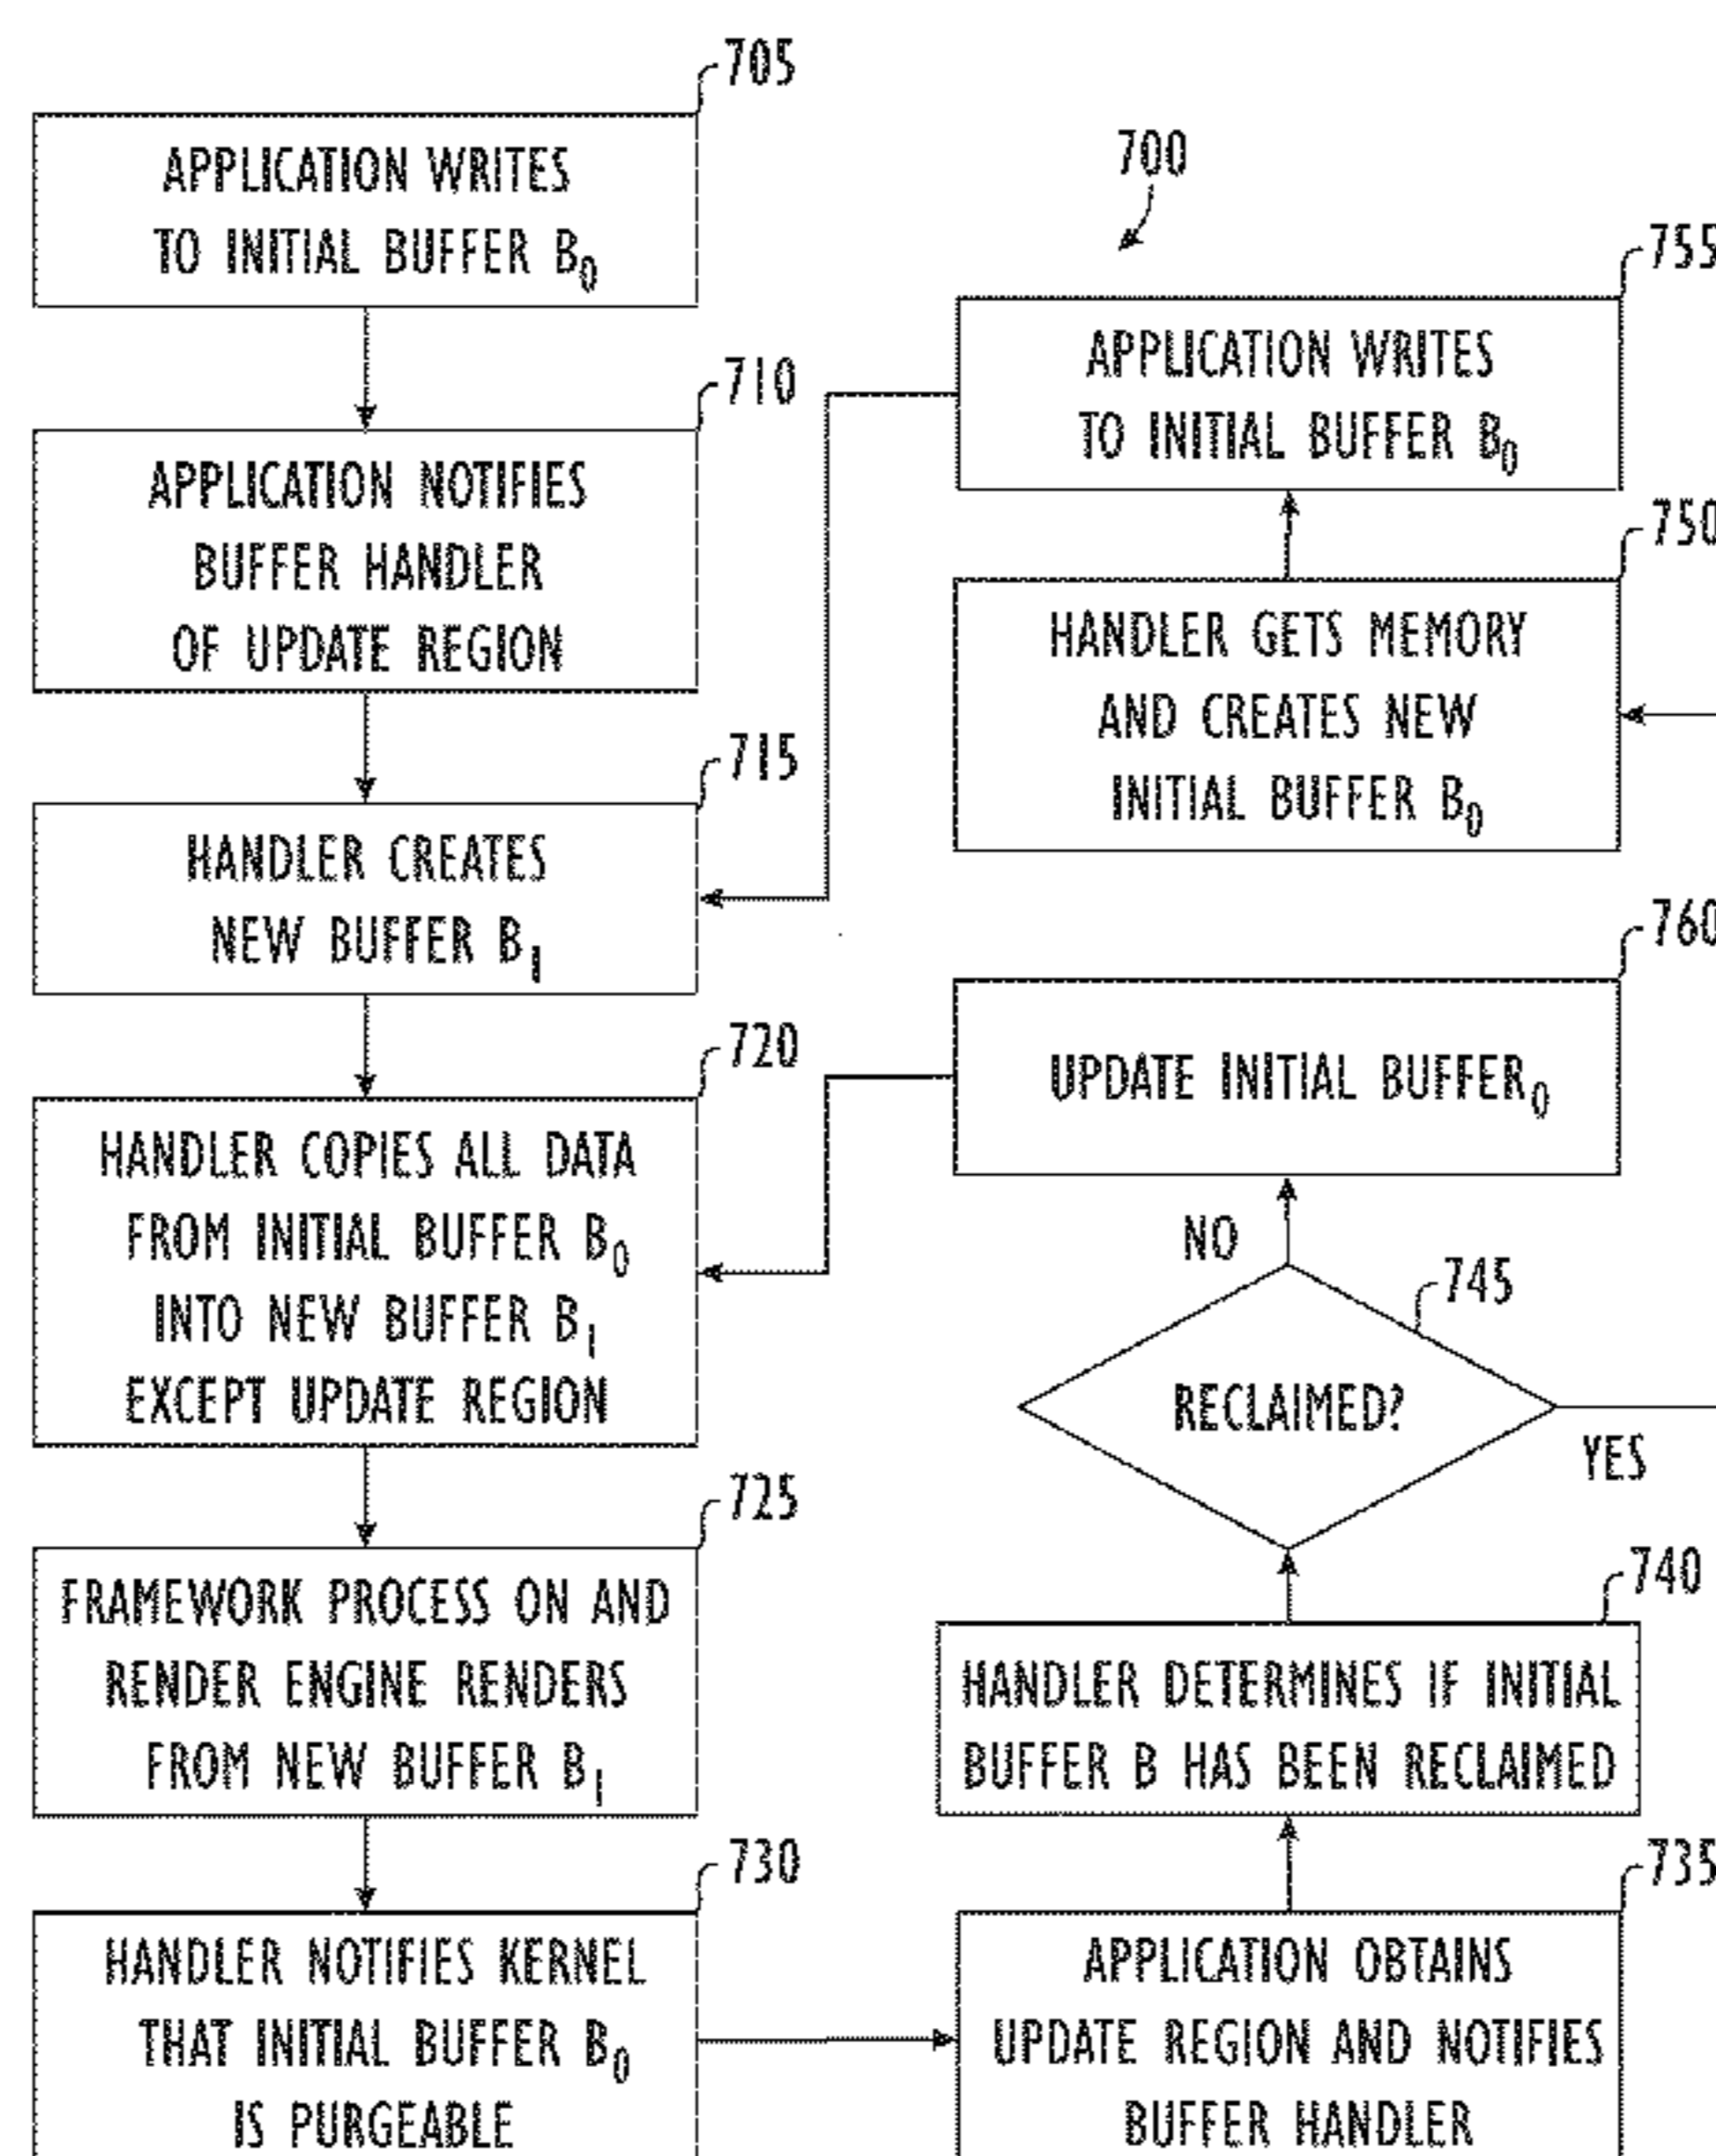 705
APPLICATION WRITES
TO INITIAL BUFFER B₀
710
APPLICATION NOTIFIES
BUFFER HANDLER
OF UPDATE REGION
715
HANDLER CREATES
NEW BUFFER B₁
720
HANDLER COPIES ALL DATA
FROM INITIAL BUFFER B₀
INTO NEW BUFFER B₁
EXCEPT UPDATE REGION
725
FRAMEWORK PROCESS ON AND
RENDER ENGINE RENDERS
FROM NEW BUFFER B₁
730
HANDLER NOTIFIES KERNEL
THAT INITIAL BUFFER B₀
IS PURGEABLE
700
755
APPLICATION WRITES
TO INITIAL BUFFER B₀
750
HANDLER GETS MEMORY
AND CREATES NEW
INITIAL BUFFER B₀
760
UPDATE INITIAL BUFFER₀
NO
745
RECLAIMED?
YES
740
HANDLER DETERMINES IF INITIAL
BUFFER B HAS BEEN RECLAIMED
735
APPLICATION OBTAINS
UPDATE REGION AND NOTIFIES
BUFFER HANDLER